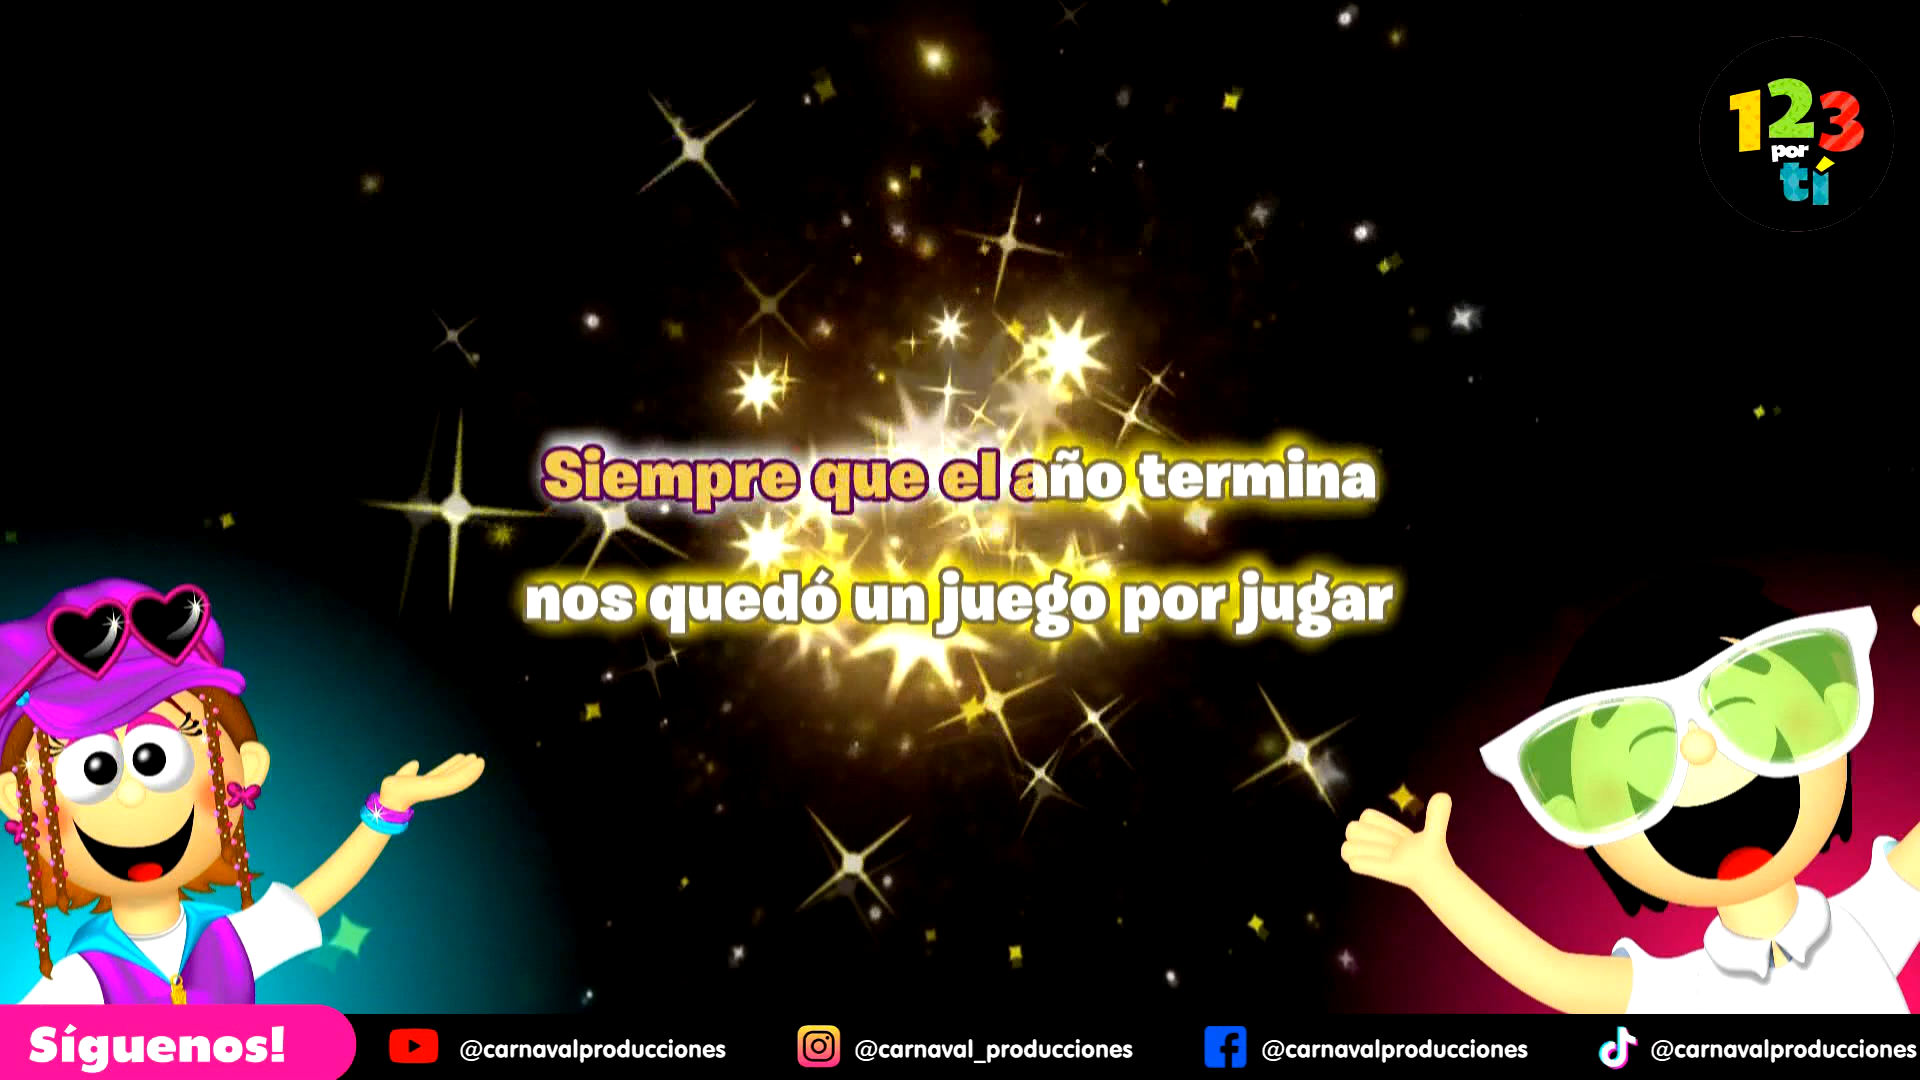 123
por
tí
Siempre que el año termina
nos quedó un juego por jugar
Síguenos!
@carnavalproducciones
@carnaval_producciones
@carnavalproducciones
@carnavalproducciones